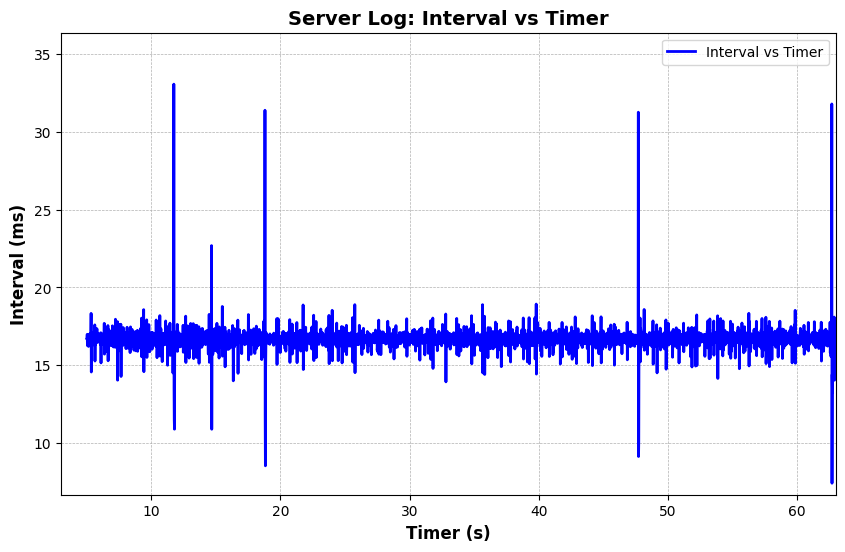 Server Log: Interval vs Timer
Interval vs Timer
35
30
25
20
15
10
Interval (ms)
10 20 30 40 50 60
Timer (s)